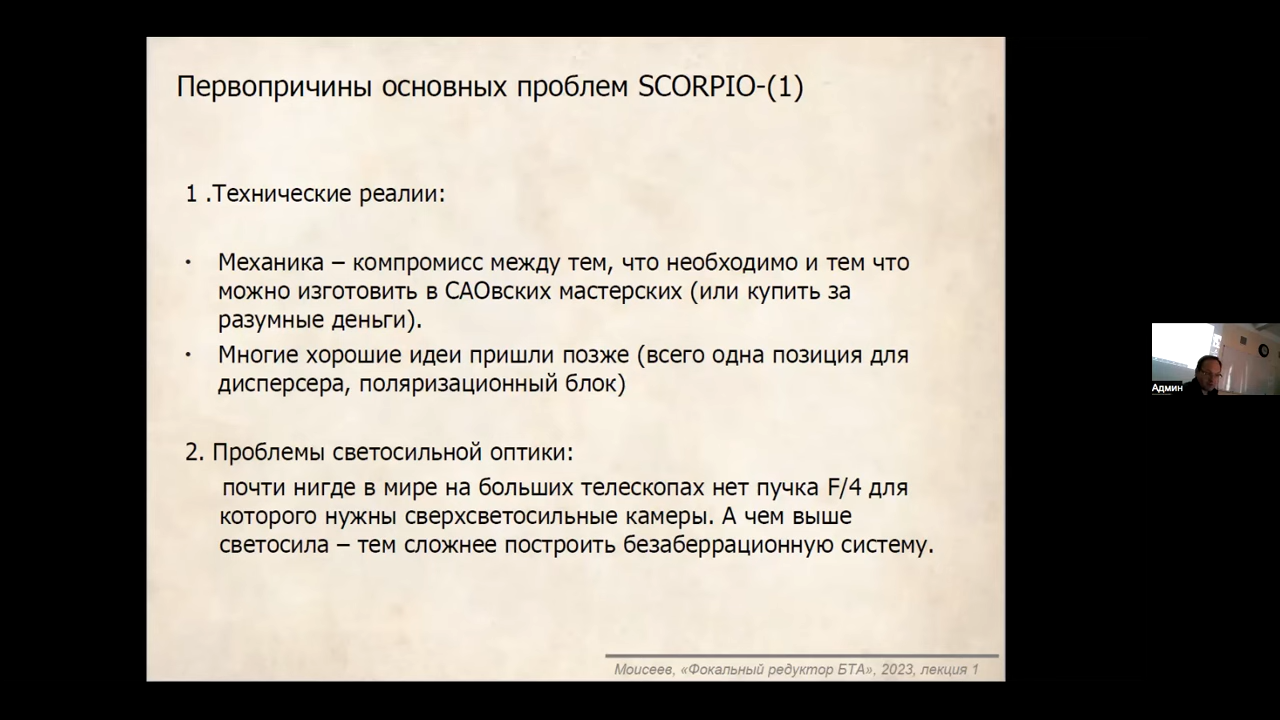 Первопричины основных проблем SCORPIO-(1)
1 .Технические реалии:
• Механика – компромисс между тем, что необходимо и тем что
можно изготовить в САОвских мастерских (или купить за
разумные деньги).
• Многие хорошие идеи пришли позже (всего одна позиция для
дисперсера, поляризационный блок)
2. Проблемы светосильной оптики:
почти нигде в мире на больших телескопах нет пучка F/4 для
которого нужны сверхсветосильные камеры. А чем выше
светосила – тем сложнее построить безаберрационную систему.
Моисеев, «Фокальный редуктор БТА», 2023, лекция 1
Админ